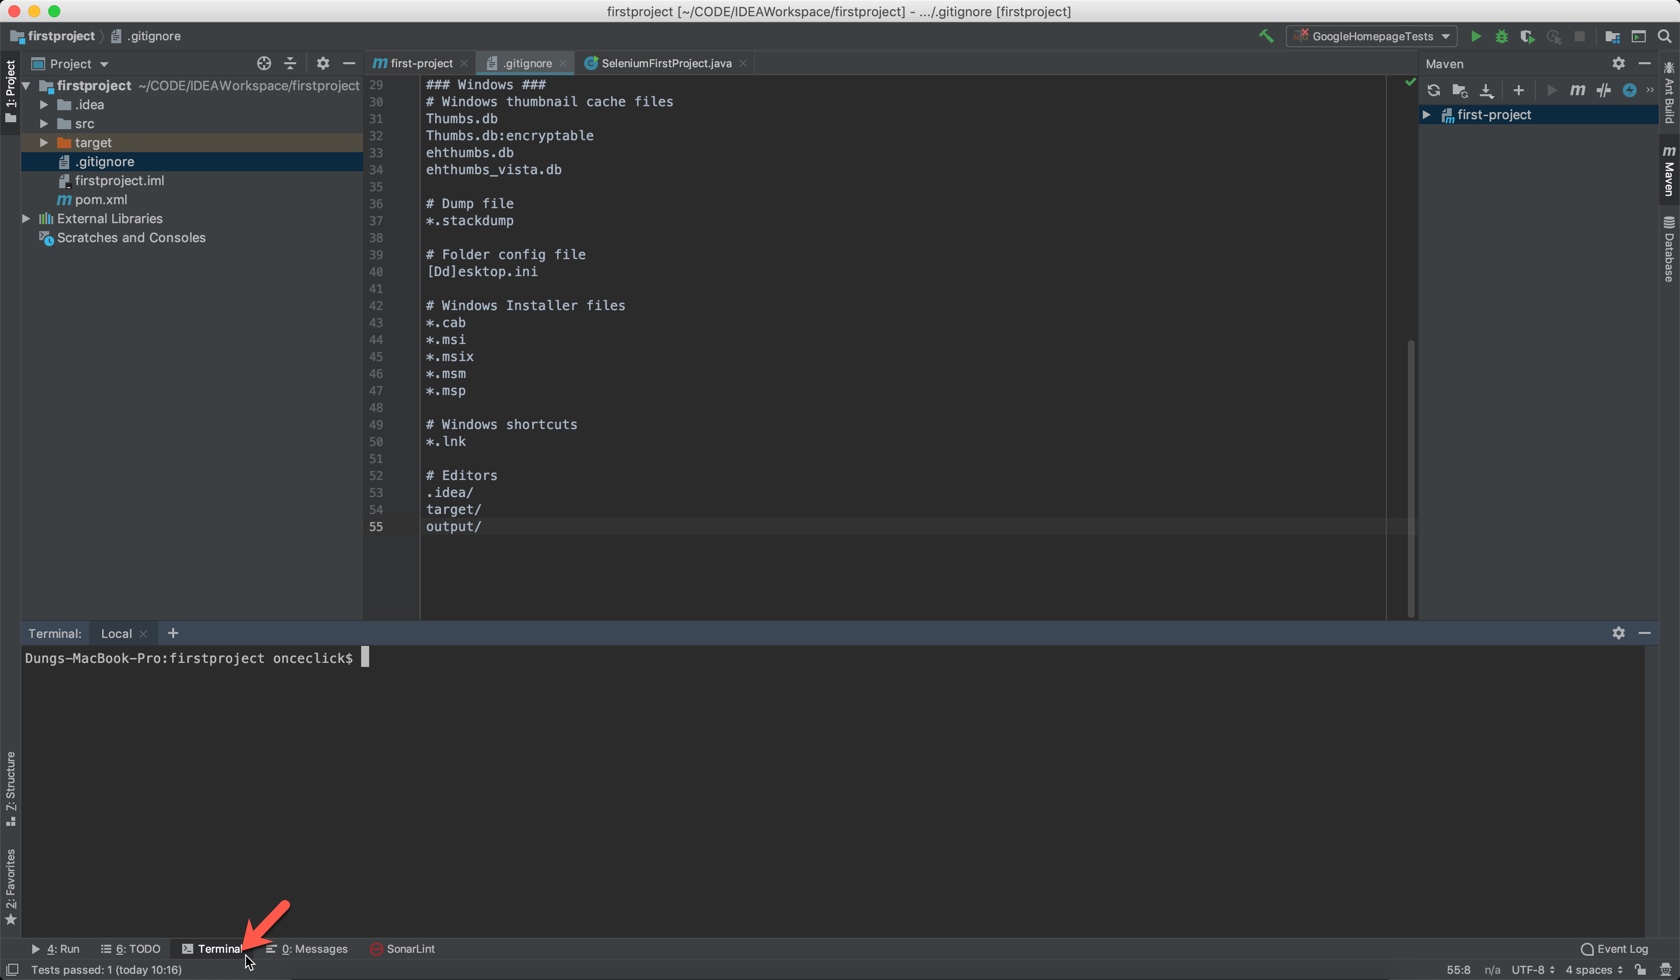 firstproject [~/CODE/IDEAWorkspace/firstproject] - .../.gitignore [firstproject]
firstproject .gitignore
GoogleHomepageTests
1: Project
Project
first-project
.gitignore
SeleniumFirstProject.java
Maven
firstproject ~/CODE/IDEAWorkspace/firstproject
.idea
src
target
.gitignore
firstproject.iml
pom.xml
External Libraries
Scratches and Consoles
29 ### Windows ###
30 # Windows thumbnail cache files
31 Thumbs.db
32 Thumbs.db:encryptable
33 ehthumbs.db
34 ehthumbs_vista.db
35
36 # Dump file
37 *.stackdump
38
39 # Folder config file
40 [Dd]esktop.ini
41
42 # Windows Installer files
43 *.cab
44 *.msi
45 *.msix
46 *.msm
47 *.msp
48
49 # Windows shortcuts
50 *.lnk
51
52 # Editors
53 .idea/
54 target/
55 output/
first-project
Ant Build
Maven
Database
Terminal: Local
Dungs-MacBook-Pro:firstproject onceclick$
Z: Structure
2: Favorites
4: Run 6: TODO Terminal 0: Messages SonarLint Event Log
Tests passed: 1 (today 10:16) 55:8 n/a UTF-8 4 spaces